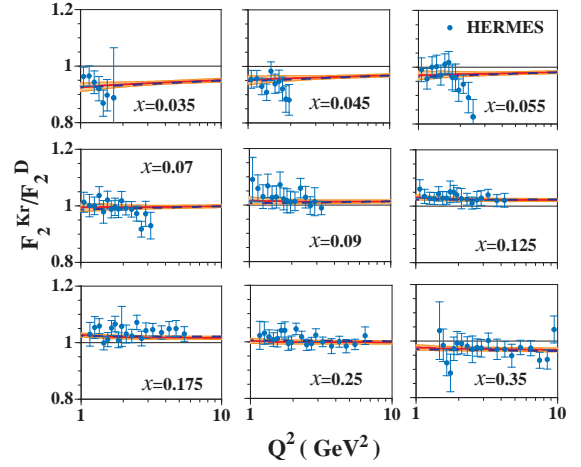 HERMES
1.2
1
0.8
x=0.035
x=0.045
x=0.055
F₂ᴷʳ/F₂ᴰ
1.2
1
0.8
x=0.07
x=0.09
x=0.125
1.2
1
0.8
x=0.175
x=0.25
x=0.35
1 10 1 10 1 10
Q² ( GeV² )